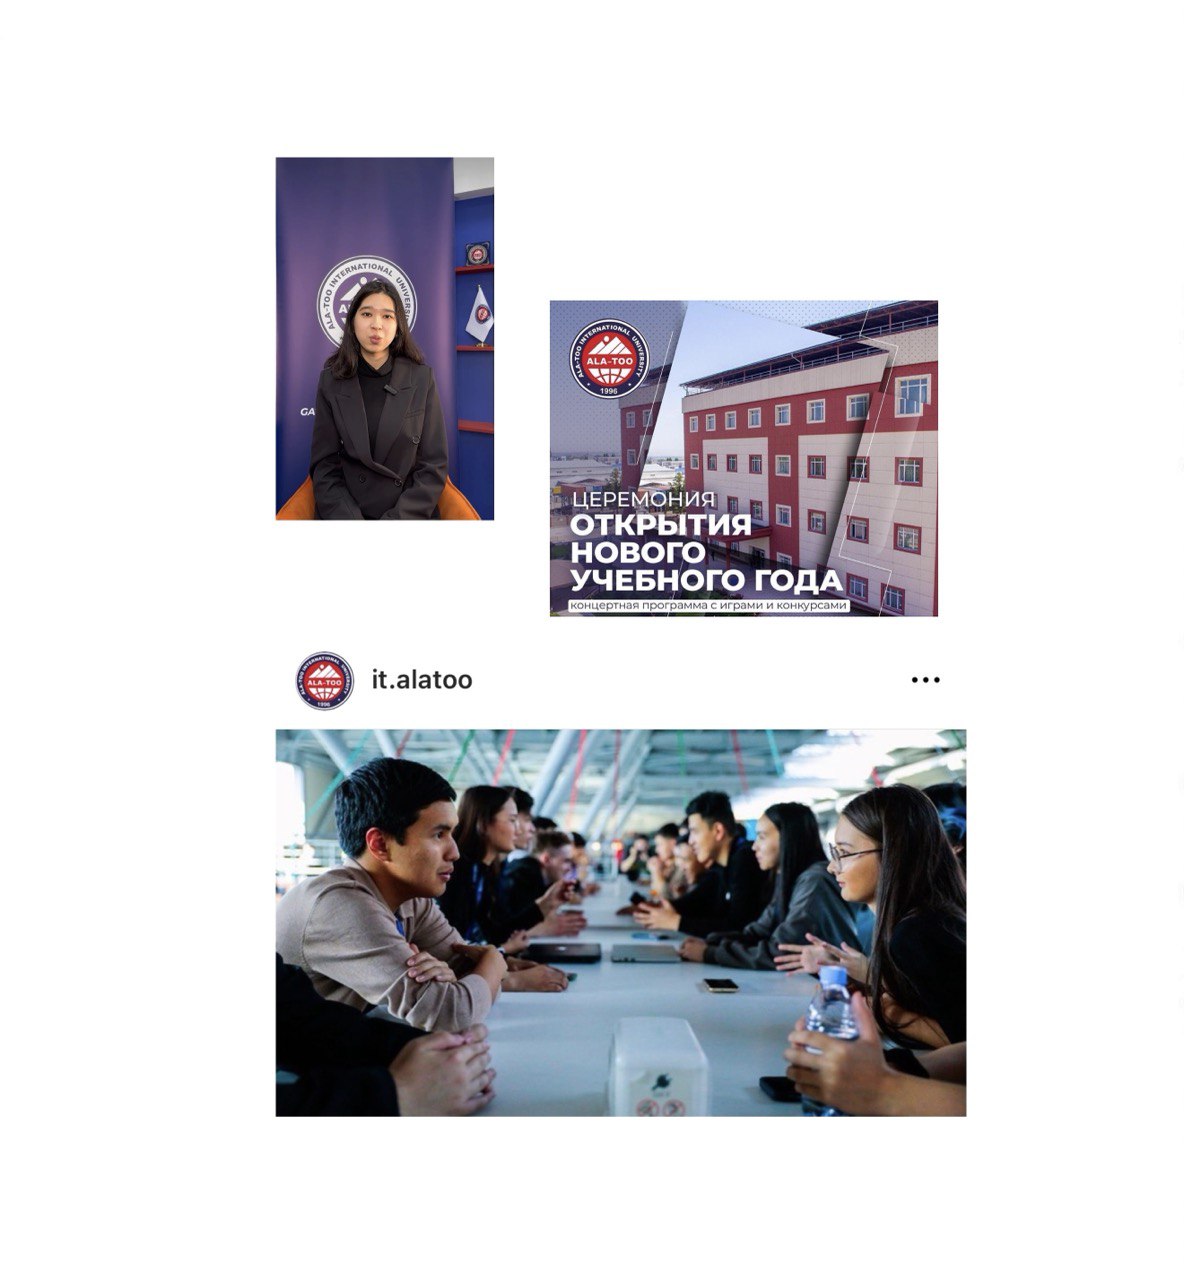 ALA-TOO INTERNATIONAL UNIVERSITY
GA
ALA-TOO INTERNATIONAL UNIVERSITY
ALA-TOO
1996
ЦЕРЕМОНИЯ
ОТКРЫТИЯ
НОВОГО
УЧЕБНОГО ГОДА
концертная программа с играми и конкурсами
ALA-TOO INTERNATIONAL UNIVERSITY
ALA-TOO
1996
it.alatoo